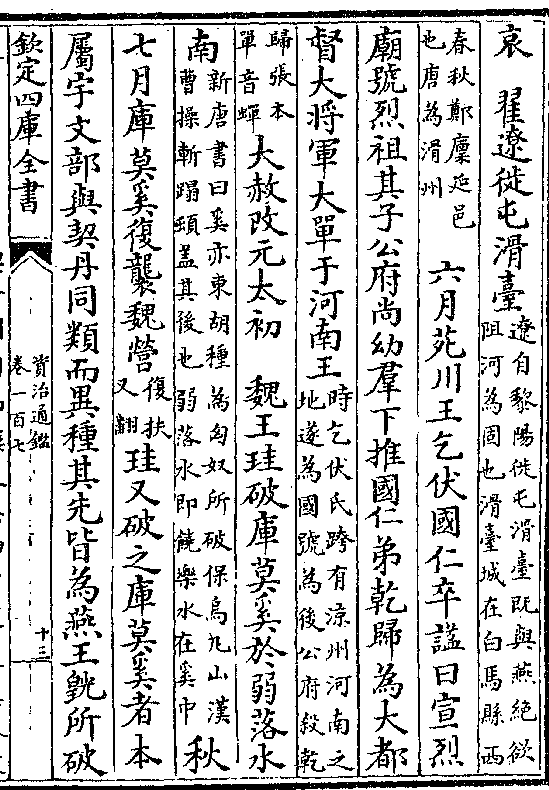 哀　翟遼徙屯滑臺遼自黎陽徙屯滑臺既與燕絕欲阻河為固也滑臺城在白馬縣西
春秋鄭廩延邑也唐為滑州　六月苑川王乞伏國仁卒諡曰宣烈
廟號烈祖其子公府尚幼羣下推國仁弟乾歸為大都
督大將軍大單于河南王時乞伏氏跨有涼州河南之地遂為國號為後公府殺乾
歸張本單音蟬大赦改元太初　魏王珪破庫莫奚於弱落水
南新唐書曰奚亦東胡種為匈奴所破保烏丸山漢曹操斬蹋頓蓋其後也弱落水即饒樂水在奚中　秋
七月庫莫奚復襲魏營復扶又翻珪又破之庫莫奚者本
屬宇文部與契丹同類而異種其先皆為燕王皝所破
欽定四庫全書
資治通鑑
卷一百七
十三